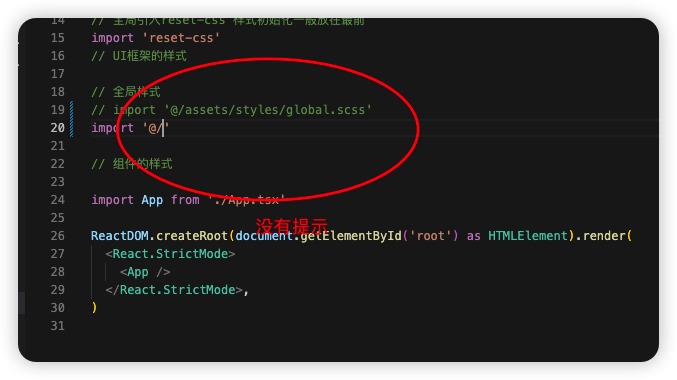 14 // 全局引入reset-css 样式初始化一般放在最前
15 import 'reset-css'
16 // UI框架的样式
17
18 // 全局样式
19 // import '@/assets/styles/global.scss'
20 import '@/'
21
22 // 组件的样式
23
24 import App from './App.tsx'
25
没有提示
26 ReactDOM.createRoot(document.getElementById('root') as HTMLElement).render(
27 <React.StrictMode>
28 <App />
29 </React.StrictMode>,
30 )
31